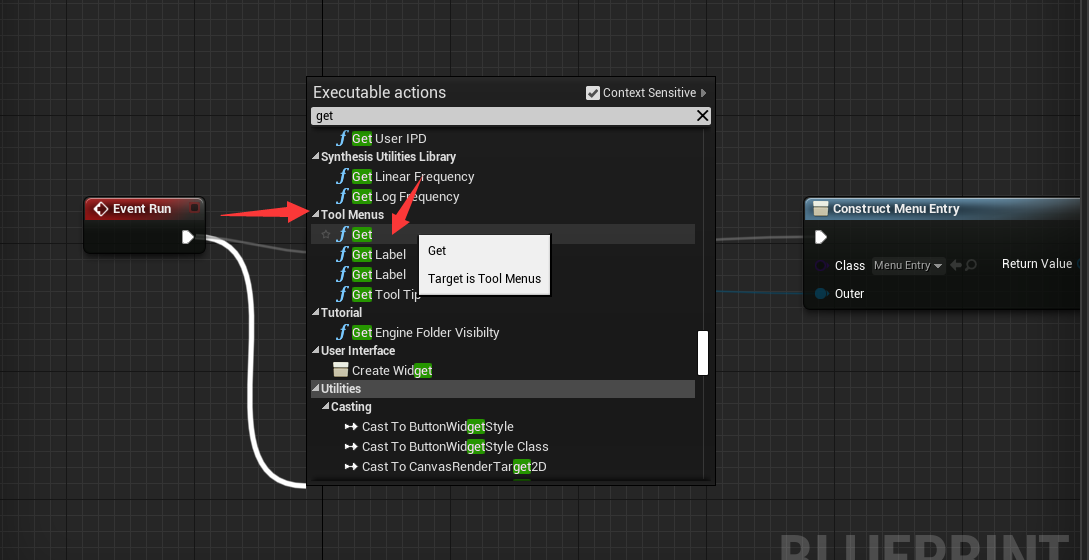 Executable actions
Context Sensitive
get
Get User IPD
Synthesis Utilities Library
Get Linear Frequency
Get Log Frequency
Event Run
Tool Menus
Construct Menu Entry
Get
Get Label
Get
Get Label
Target is Tool Menus
Get Tool Tip
Class
Menu Entry
Return Value
Outer
Tutorial
Get Engine Folder Visibilty
User Interface
Create Widget
Utilities
Casting
Cast To ButtonWidgetStyle
Cast To ButtonWidgetStyle Class
Cast To CanvasRenderTarget2D
BLUEPRINT